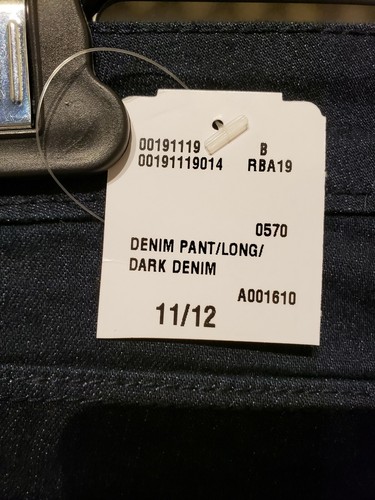 00191119 B
00191119014 RBA19
0570
DENIM PANT/LONG/
DARK DENIM
A001610
11/12